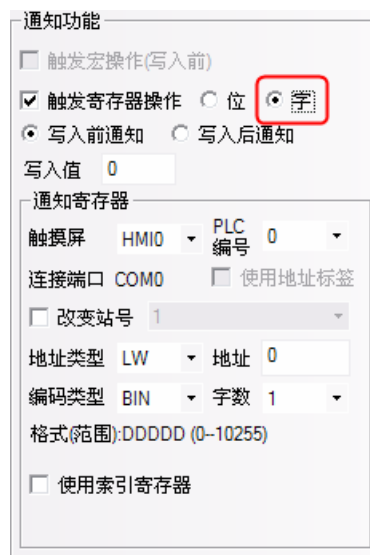 通知功能
触发宏操作(写入前)
触发寄存器操作 位 字
写入前通知 写入后通知
写入值 0
通知寄存器
触摸屏 HMI0 PLC编号 0
连接端口 COM0 使用地址标签
改变站号 1
地址类型 LW 地址 0
编码类型 BIN 字数 1
格式(范围):DDDDD (0--10255)
使用索引寄存器